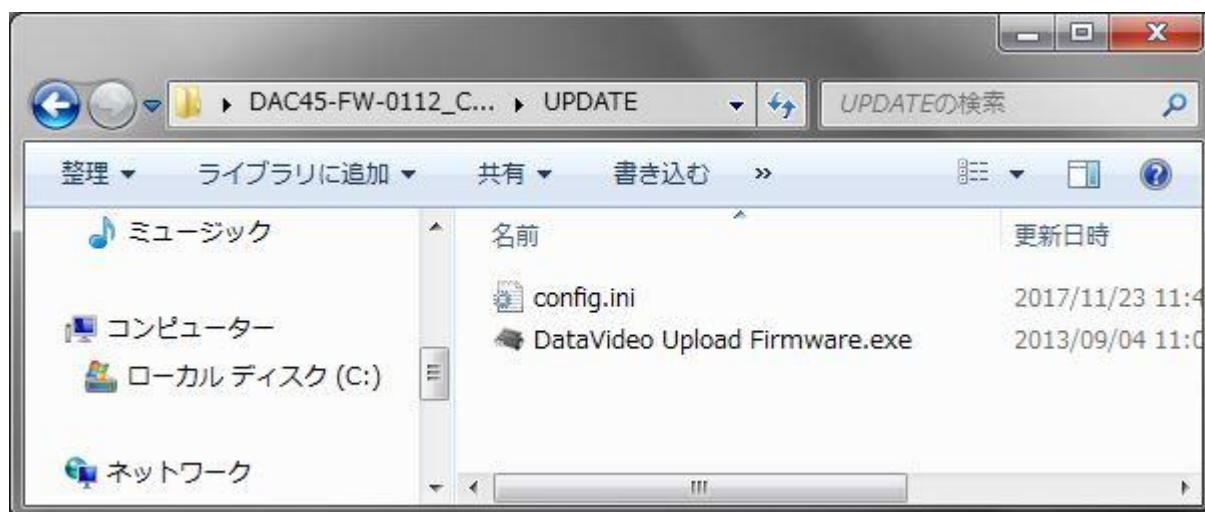 DAC45-FW-0112_C... UPDATE UPDATEの検索
整理 ライブラリに追加 共有 書き込む »
ミュージック 名前 更新日時
config.ini 2017/11/23 11:4
コンピューター
DataVideo Upload Firmware.exe 2013/09/04 11:0
ローカル ディスク (C:)
ネットワーク